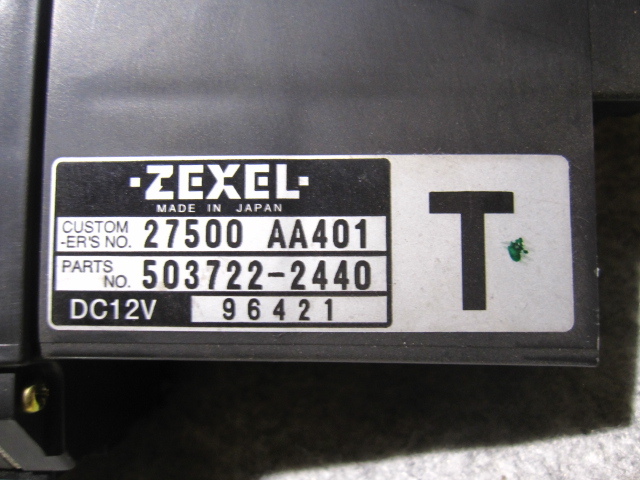 ·ZEXEL·
MADE IN JAPAN
CUSTOM
-ER'S NO. 27500 AA401
PARTS
NO. 503722-2440
DC12V 96421
T